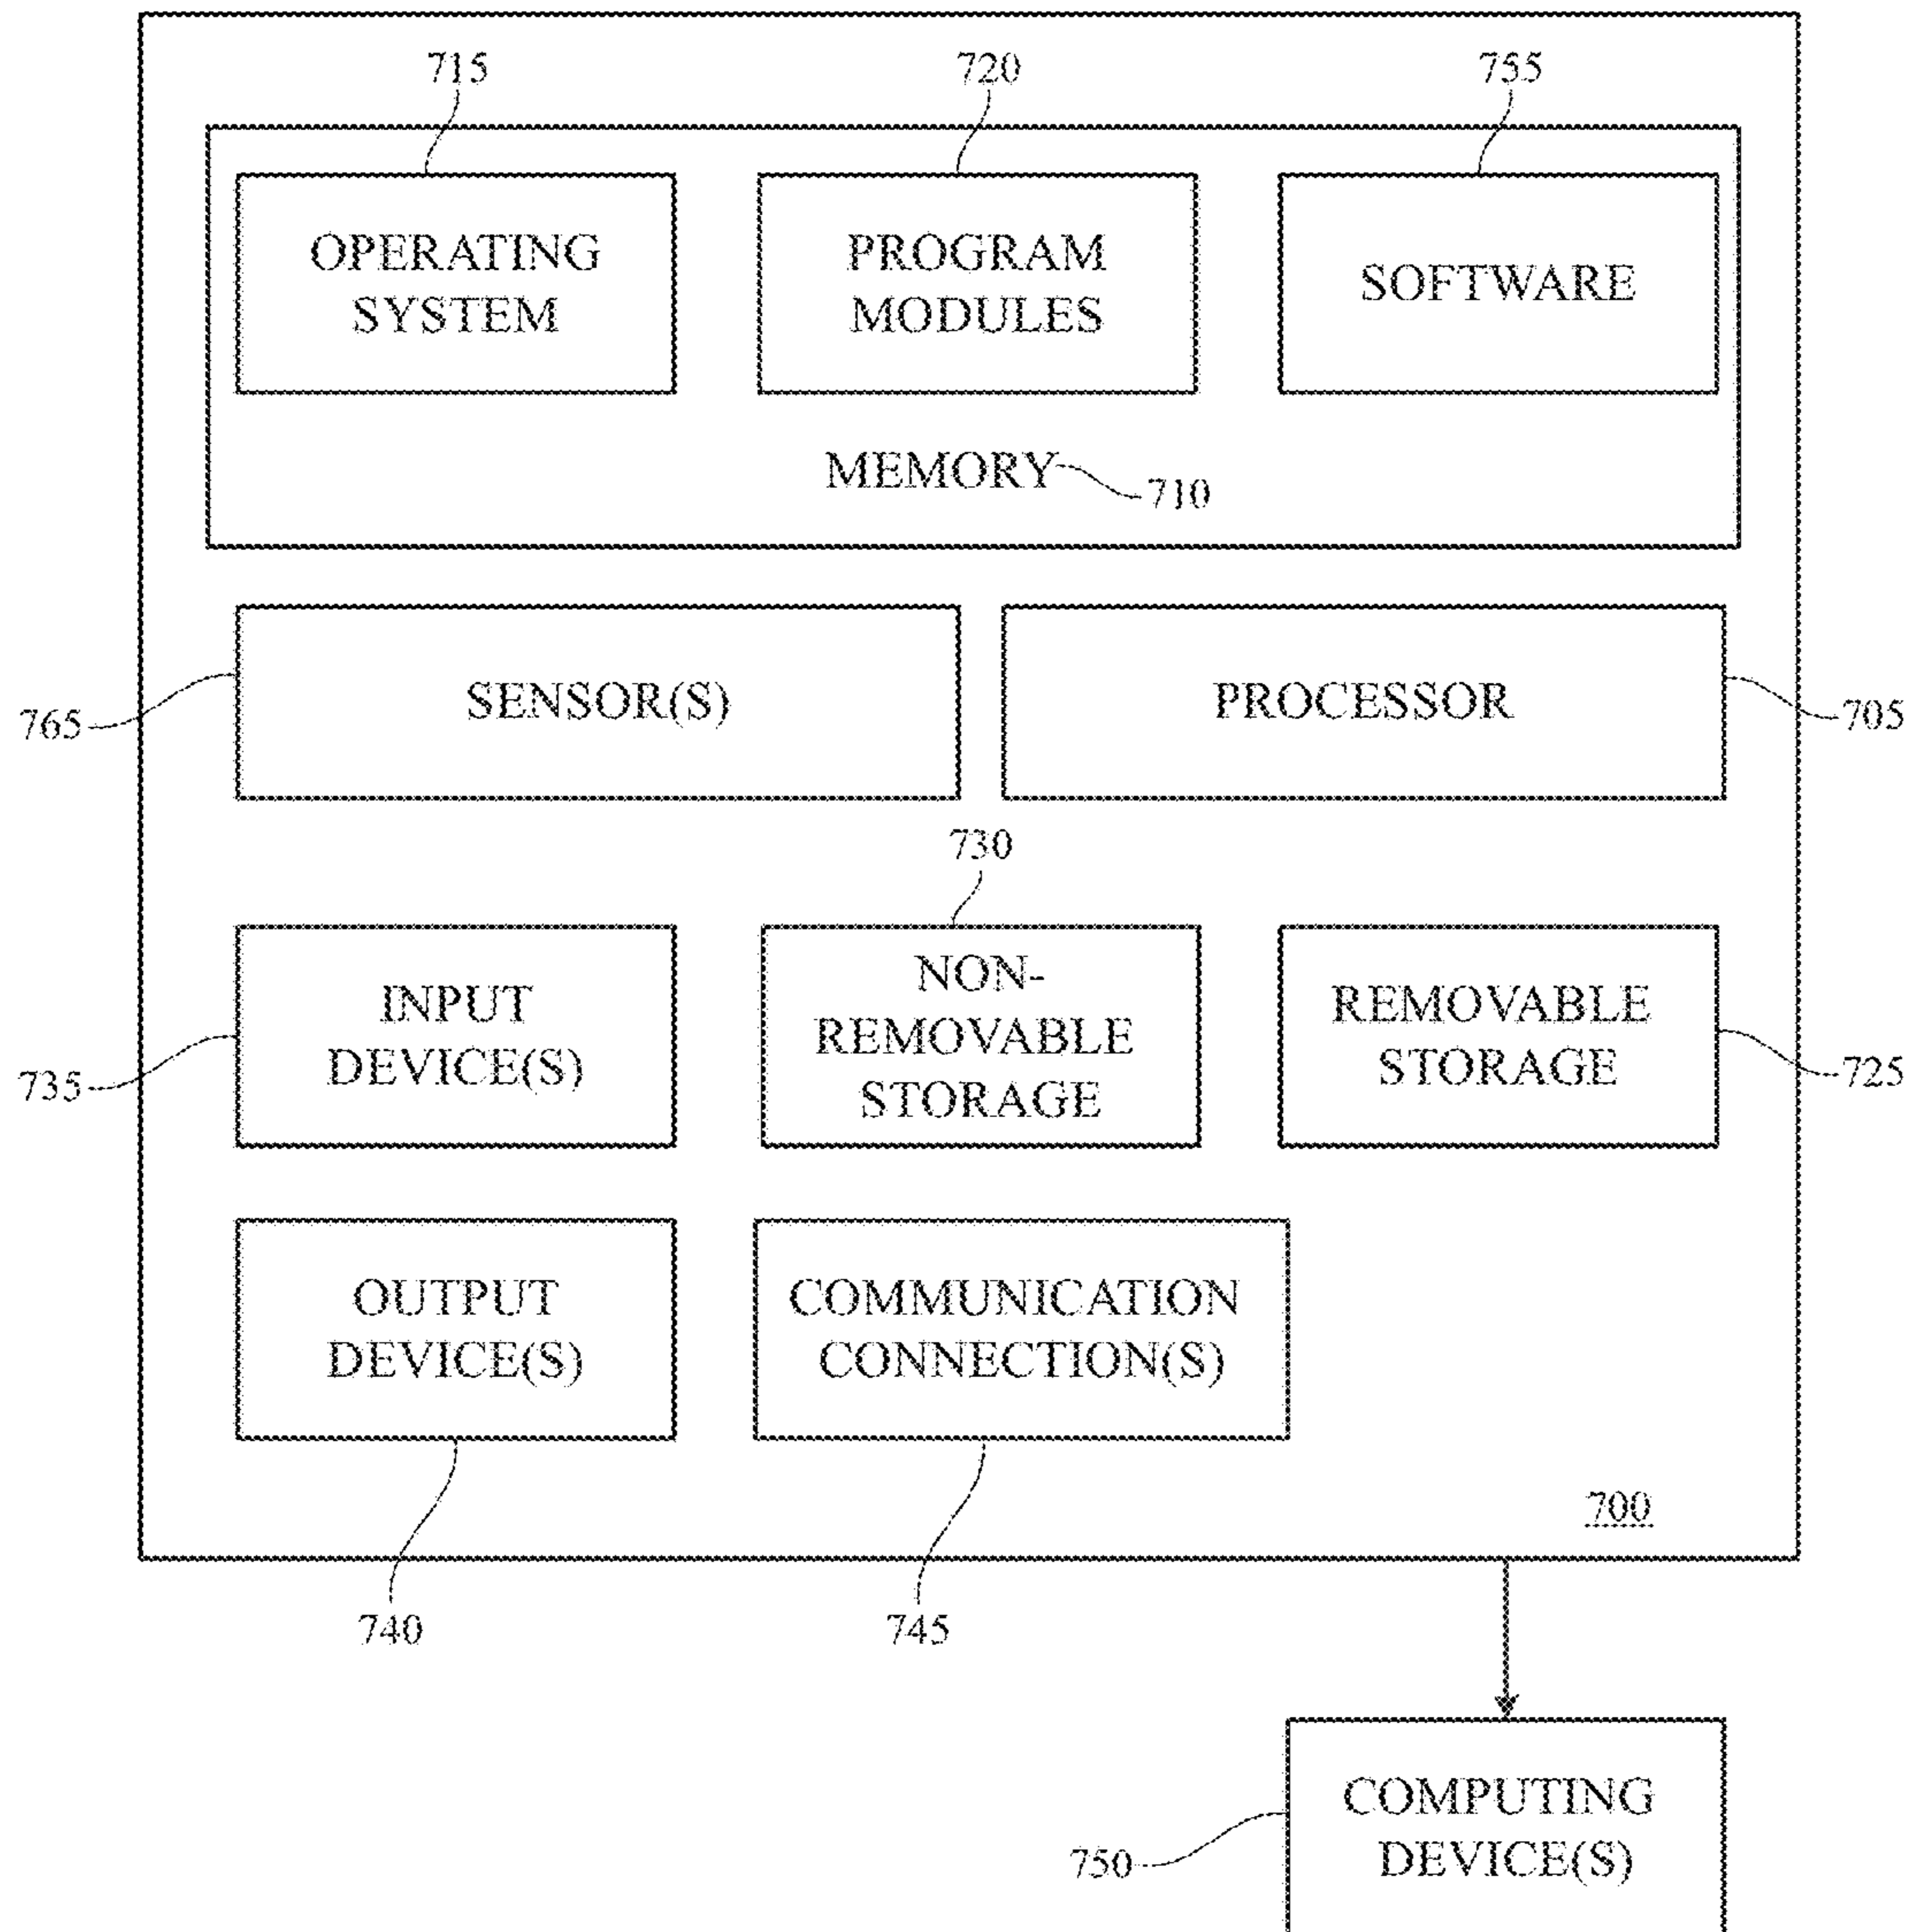 715
720
755
OPERATING
SYSTEM
PROGRAM
MODULES
SOFTWARE
MEMORY
710
SENSOR(S)
PROCESSOR
765
705
730
INPUT
DEVICE(S)
NON-
REMOVABLE
STORAGE
REMOVABLE
STORAGE
735
725
OUTPUT
DEVICE(S)
COMMUNICATION
CONNECTION(S)
700
740
745
COMPUTING
DEVICE(S)
750